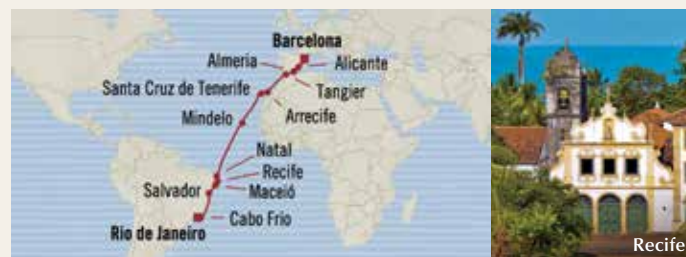 Barcelona
Almeria
Alicante
Santa Cruz de Tenerife
Tangier
Mindelo
Arrecife
Natal
Recife
Salvador
Maceió
Cabo Frio
Rio de Janeiro
Recife